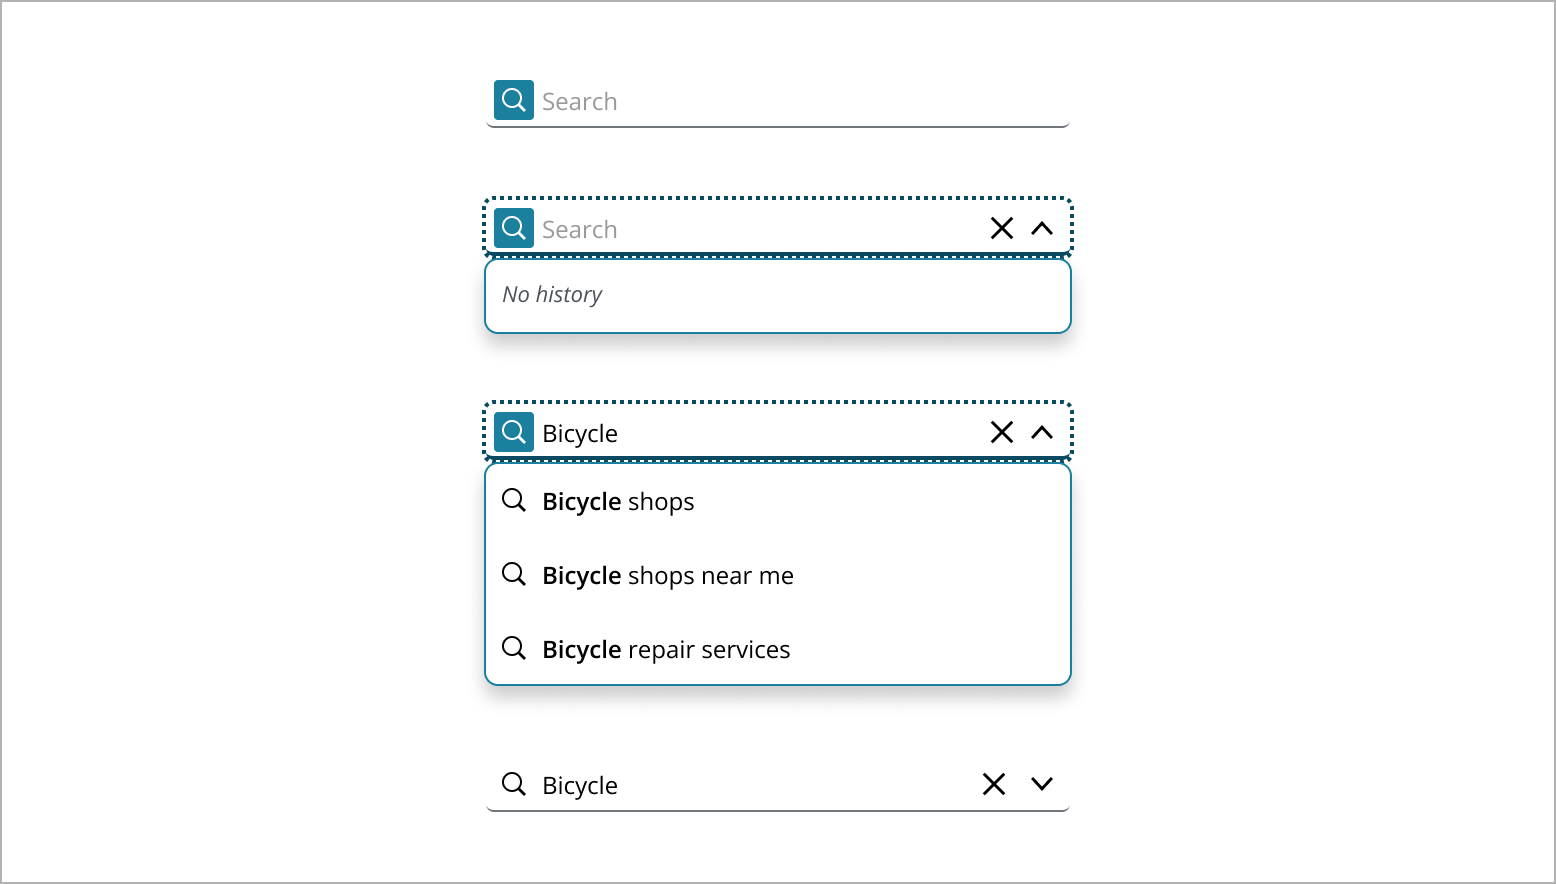 Search
Search
No history
Bicycle
Bicycle shops
Bicycle shops near me
Bicycle repair services
Bicycle